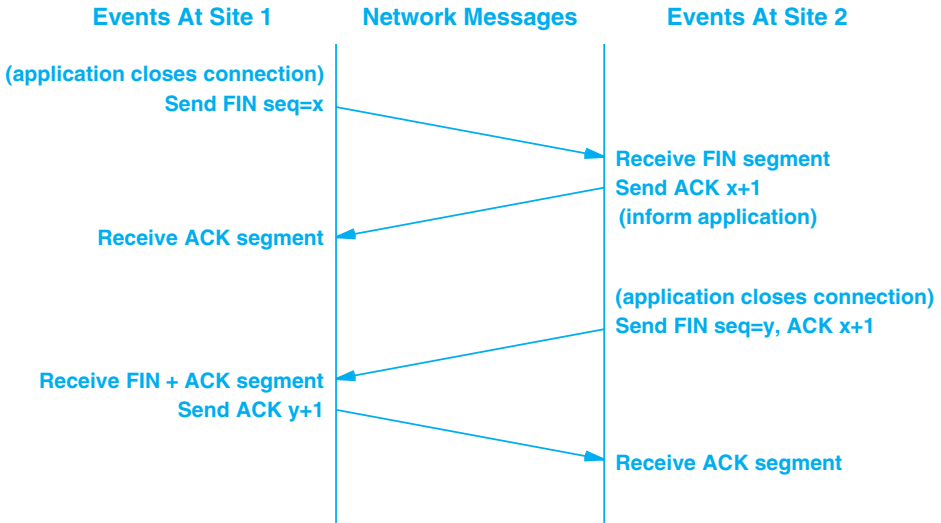 Events At Site 1
Network Messages
Events At Site 2
(application closes connection)
Send FIN seq=x
Receive FIN segment
Send ACK x+1
(inform application)
Receive ACK segment
(application closes connection)
Send FIN seq=y, ACK x+1
Receive FIN + ACK segment
Send ACK y+1
Receive ACK segment